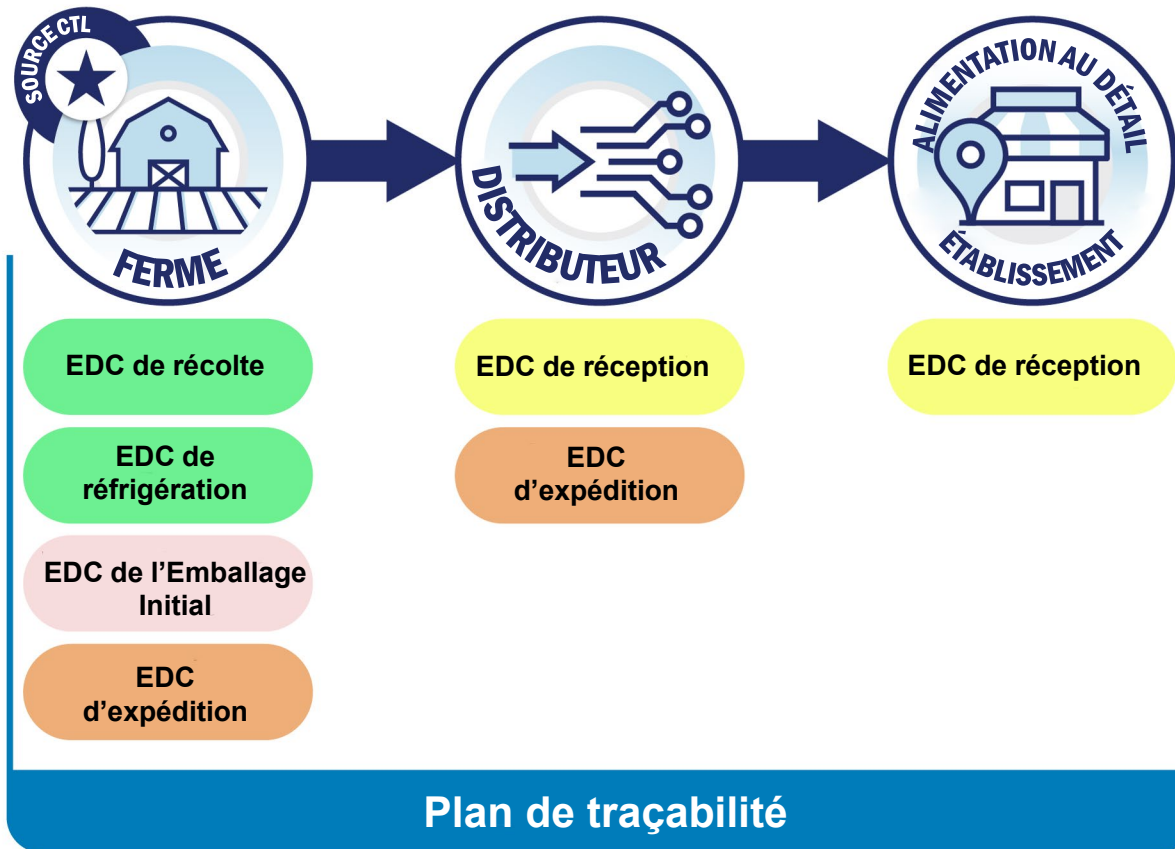 SOURCE CTL
FERME
DISTRIBUTEUR
ALIMENTATION AU DÉTAIL
ÉTABLISSEMENT
EDC de récolte
EDC de réception
EDC de réception
EDC de
réfrigération
EDC
d'expédition
EDC de l'Emballage
Initial
EDC
d'expédition
Plan de traçabilité